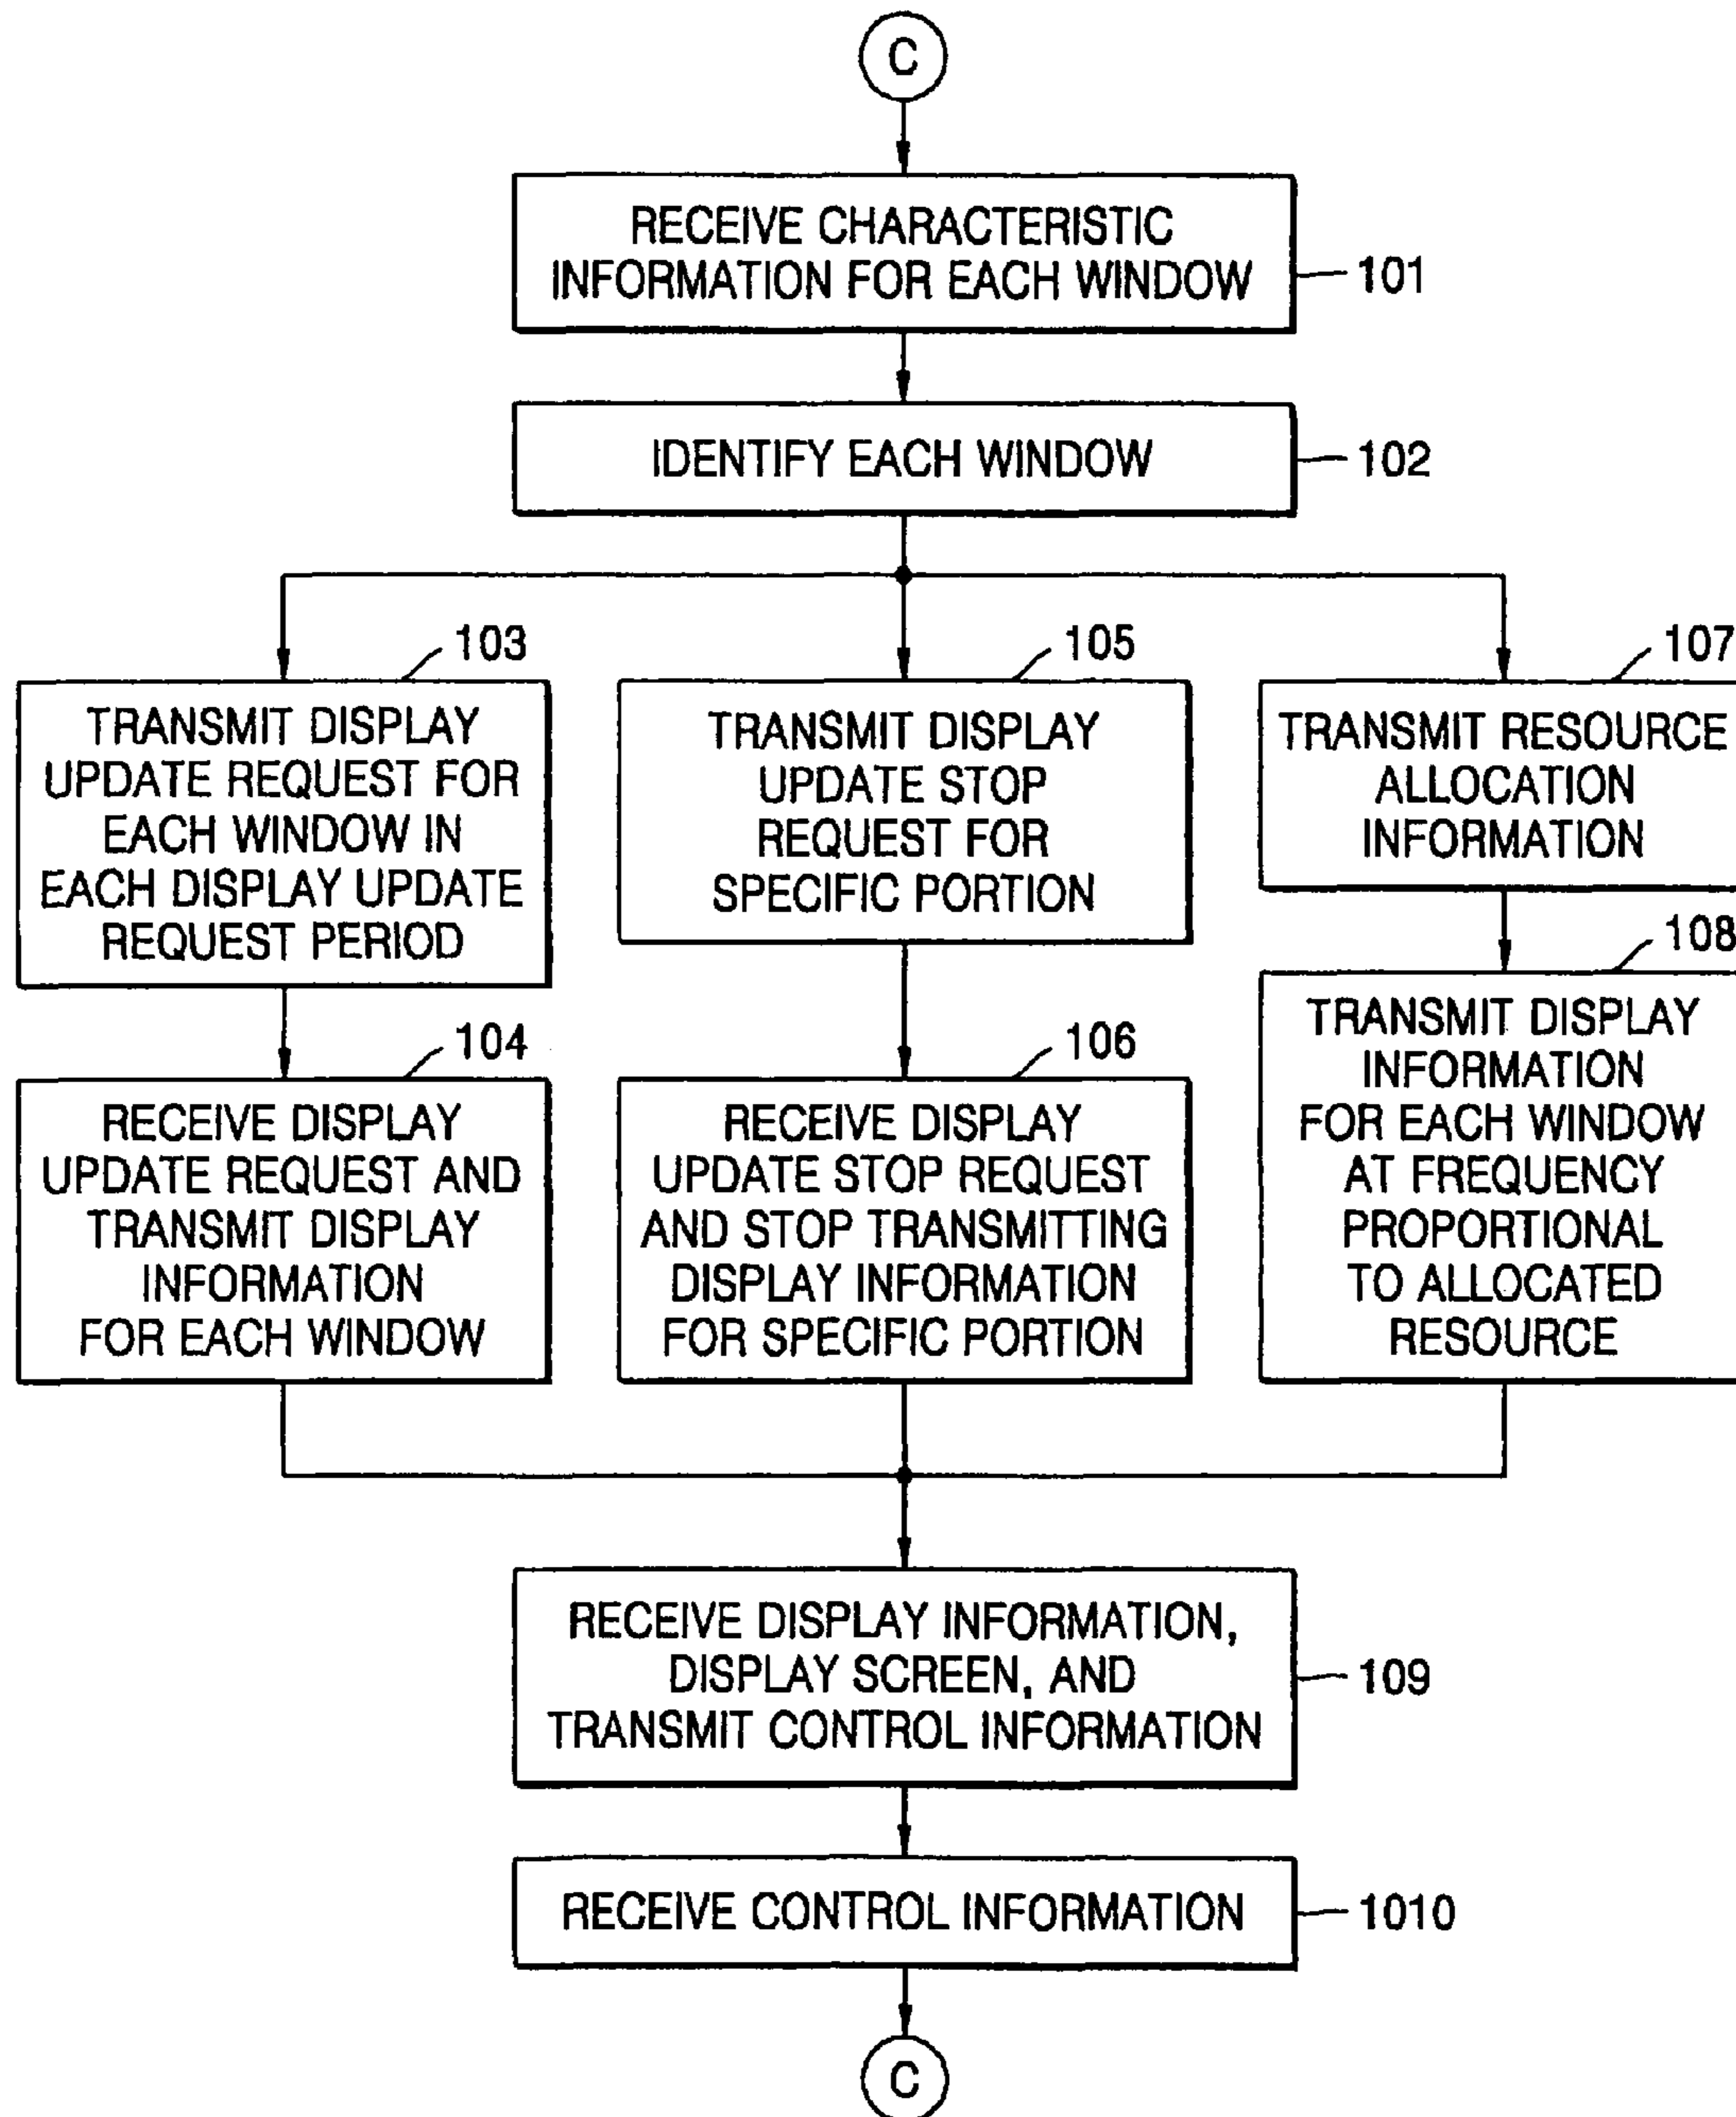 C
RECEIVE CHARACTERISTIC
INFORMATION FOR EACH WINDOW
101
IDENTIFY EACH WINDOW
102
103
TRANSMIT DISPLAY
UPDATE REQUEST FOR
EACH WINDOW IN
EACH DISPLAY UPDATE
REQUEST PERIOD
105
TRANSMIT DISPLAY
UPDATE STOP
REQUEST FOR
SPECIFIC PORTION
107
TRANSMIT RESOURCE
ALLOCATION
INFORMATION
104
RECEIVE DISPLAY
UPDATE REQUEST AND
TRANSMIT DISPLAY
INFORMATION
FOR EACH WINDOW
106
RECEIVE DISPLAY
UPDATE STOP REQUEST
AND STOP TRANSMITTING
DISPLAY INFORMATION
FOR SPECIFIC PORTION
108
TRANSMIT DISPLAY
INFORMATION
FOR EACH WINDOW
AT FREQUENCY
PROPORTIONAL
TO ALLOCATED
RESOURCE
RECEIVE DISPLAY INFORMATION,
DISPLAY SCREEN, AND
TRANSMIT CONTROL INFORMATION
109
RECEIVE CONTROL INFORMATION
1010
C